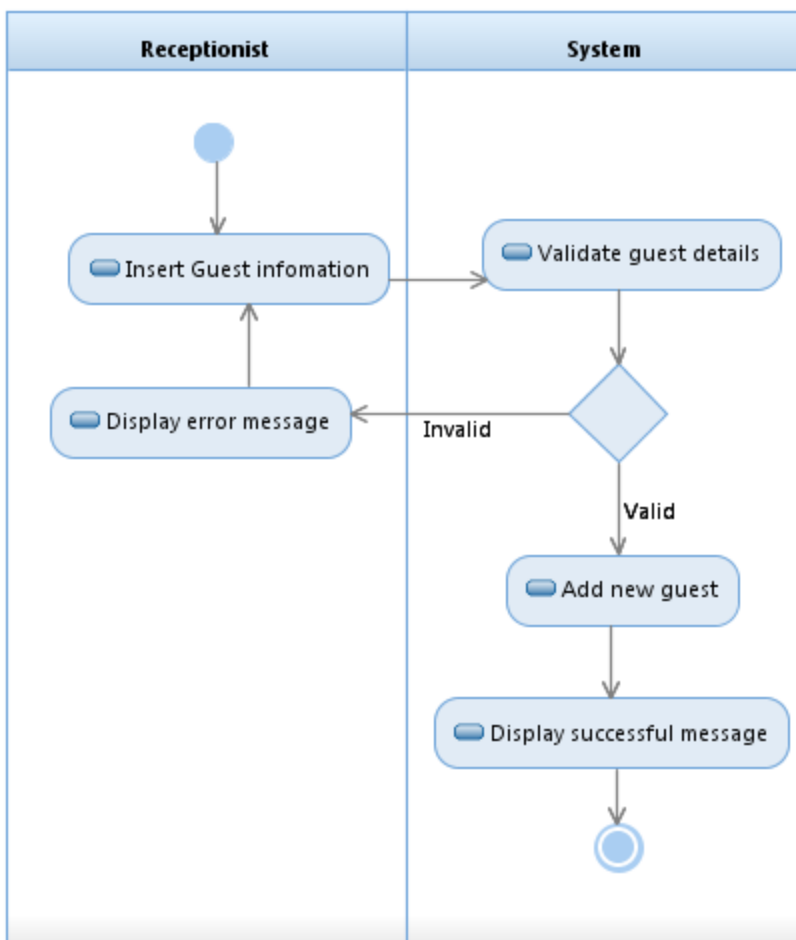 Receptionist
System
Insert Guest infomation
Validate guest details
Display error message
Invalid
Valid
Add new guest
Display successful message